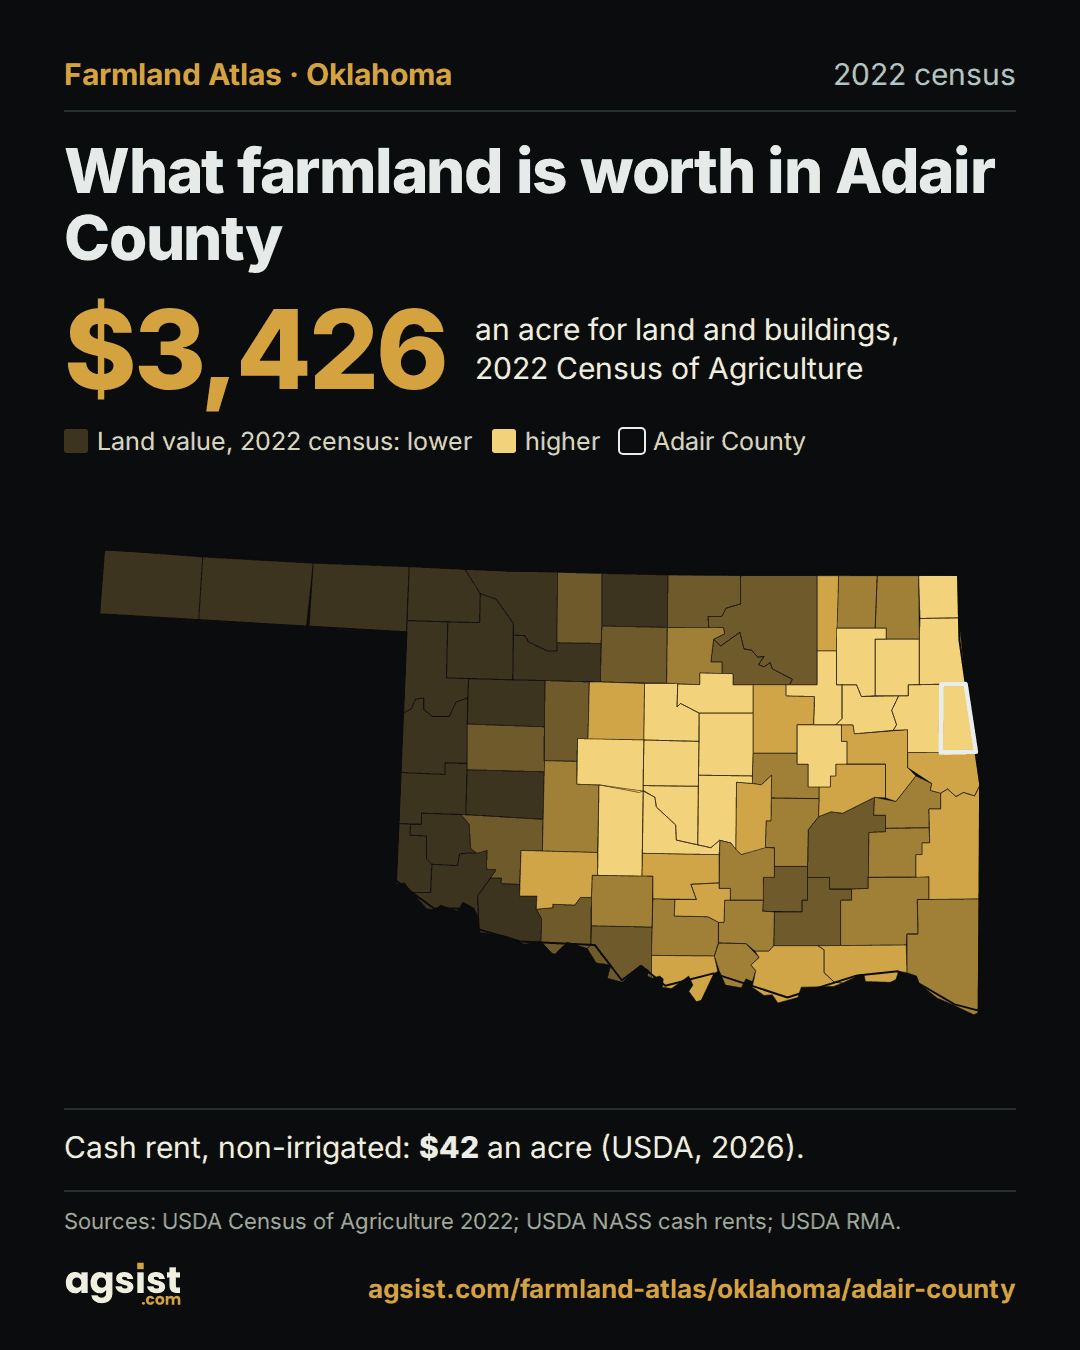 Farmland Atlas · Oklahoma
2022 census
What farmland is worth in Adair
County
$3,426
an acre for land and buildings,
2022 Census of Agriculture
Land value, 2022 census: lower
higher
Adair County
Cash rent, non-irrigated: $42 an acre (USDA, 2026).
Sources: USDA Census of Agriculture 2022; USDA NASS cash rents; USDA RMA.
agsist
.com
agsist.com/farmland-atlas/oklahoma/adair-county